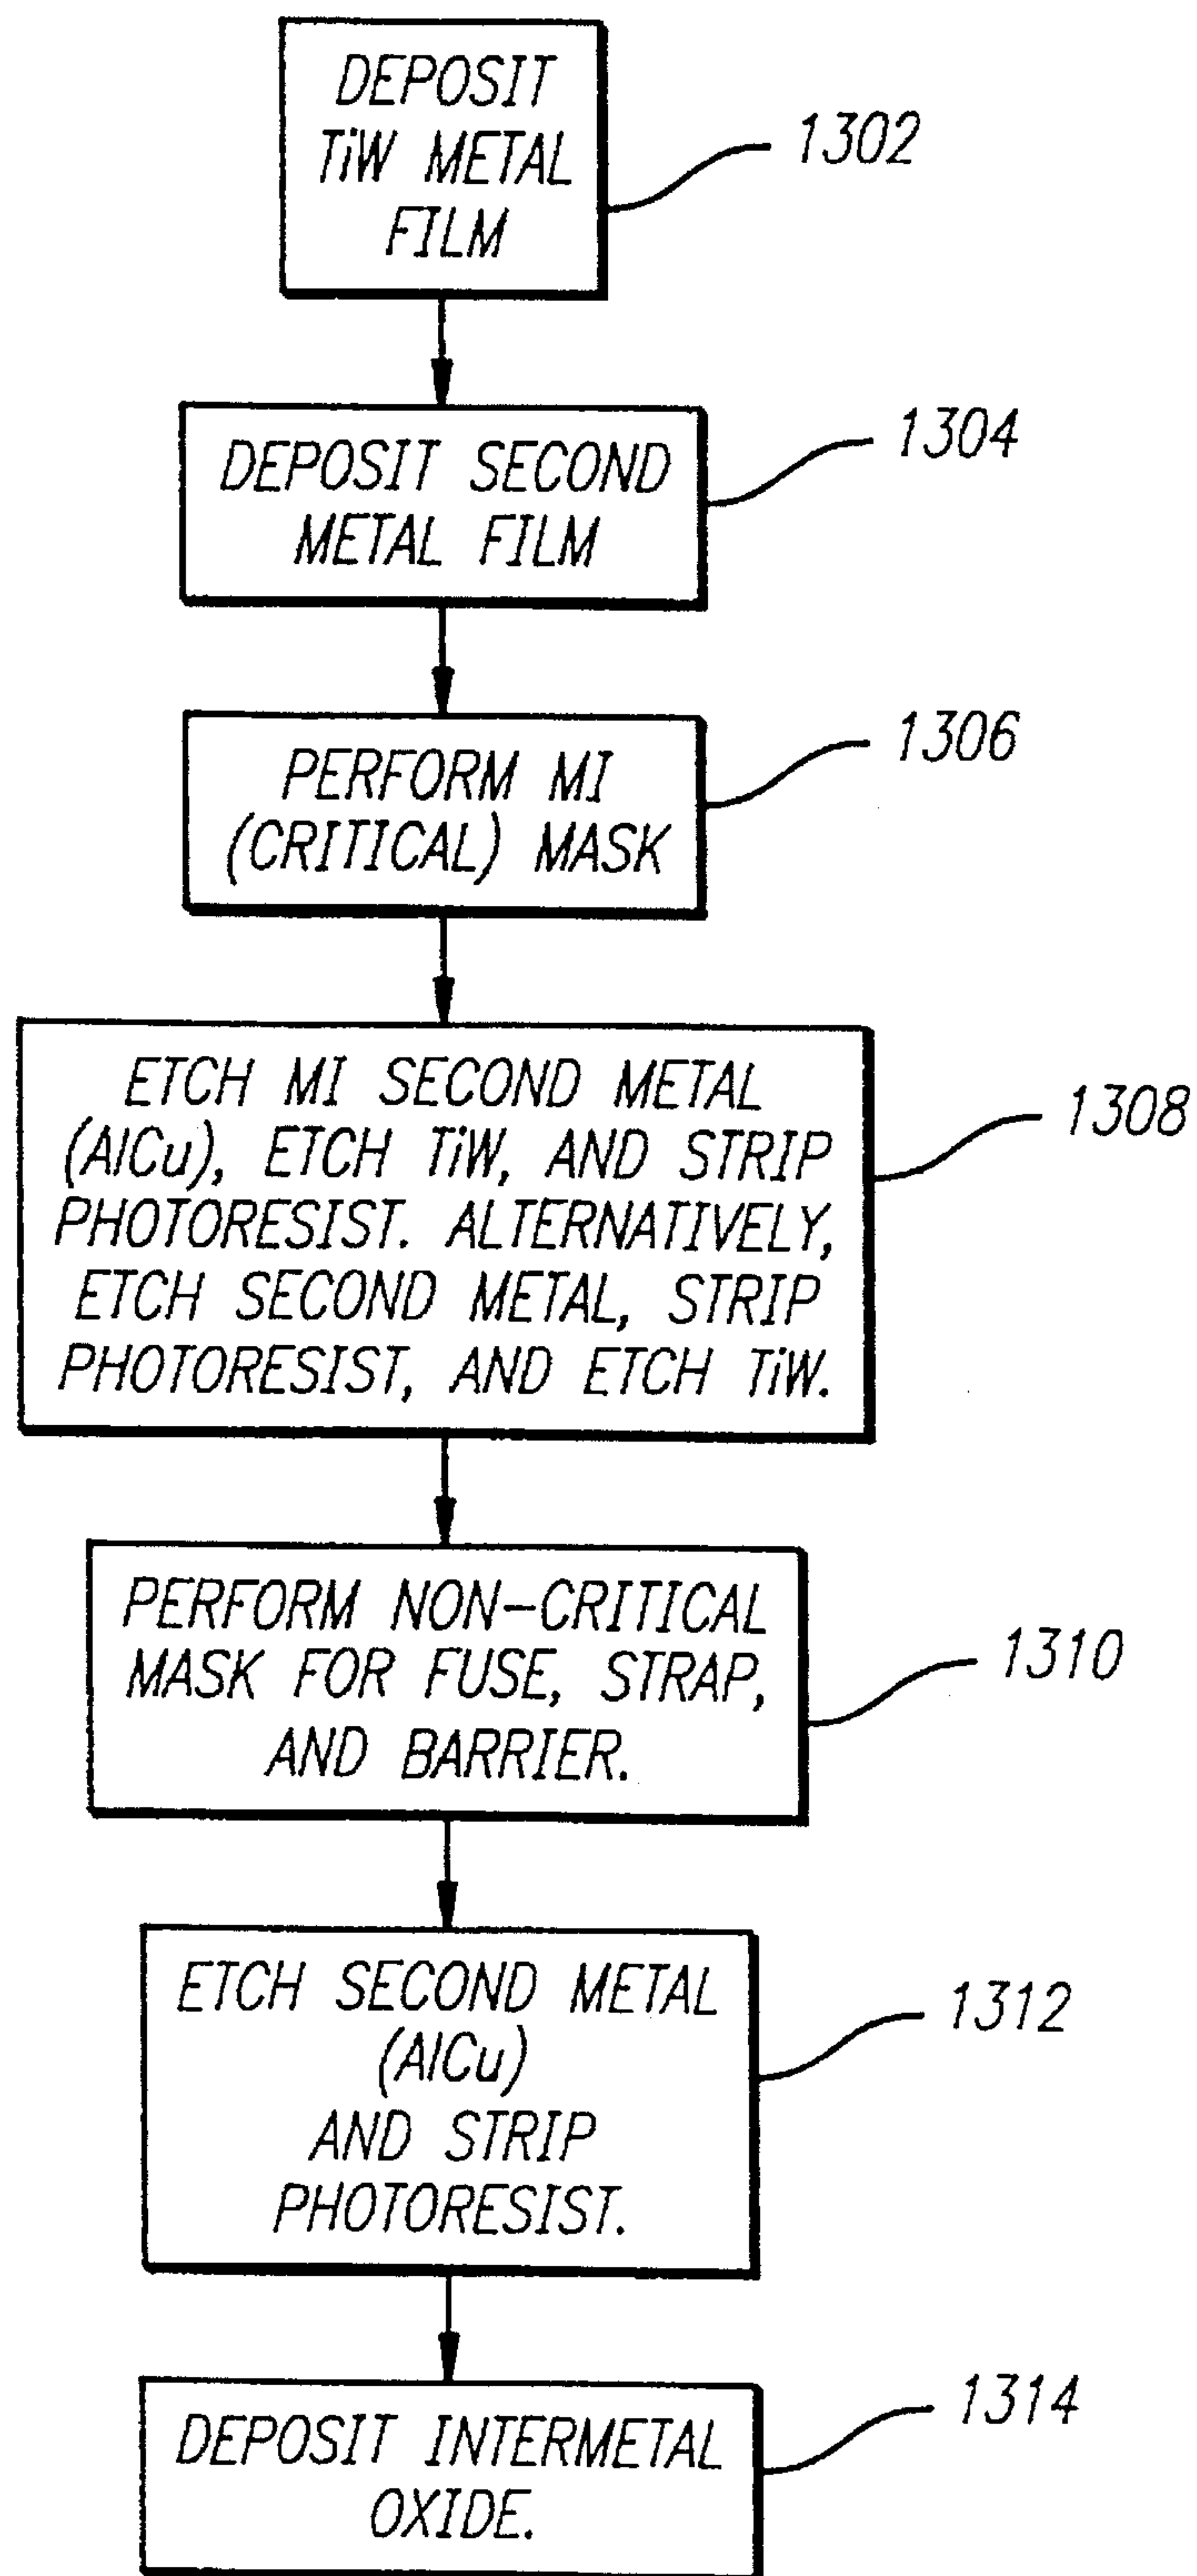 DEPOSIT
TiW METAL
FILM
1302
DEPOSIT SECOND
METAL FILM
1304
PERFORM MI
(CRITICAL) MASK
1306
ETCH MI SECOND METAL
(AlCu), ETCH TiW, AND STRIP
PHOTORESIST. ALTERNATIVELY,
ETCH SECOND METAL, STRIP
PHOTORESIST, AND ETCH TiW.
1308
PERFORM NON-CRITICAL
MASK FOR FUSE, STRAP,
AND BARRIER.
1310
ETCH SECOND METAL
(AlCu)
AND STRIP
PHOTORESIST.
1312
DEPOSIT INTERMETAL
OXIDE.
1314